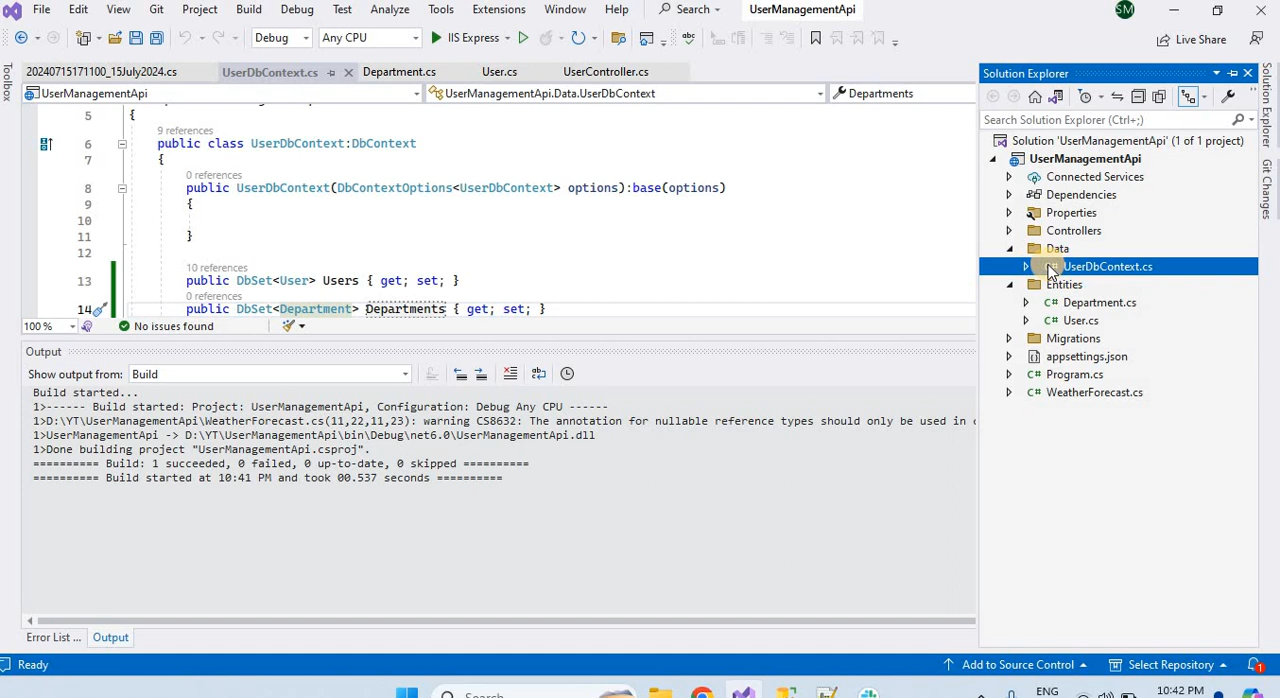 File Edit View Git Project Build Debug Test Analyze Tools Extensions Window Help Search UserManagementApi SM
Debug Any CPU IIS Express Live Share
20240715171100_15July2024.cs UserDbContext.cs Department.cs User.cs UserController.cs
UserManagementApi UserManagementApi.Data.UserDbContext Departments
5 {
9 references
6 public class UserDbContext:DbContext
7 {
0 references
8 public UserDbContext(DbContextOptions<UserDbContext> options):base(options)
9 {
10
11 }
12
10 references
13 public DbSet<User> Users { get; set; }
0 references
14 public DbSet<Department> Departments { get; set; }
100 % No issues found
Output
Show output from: Build
Build started...
1>------ Build started: Project: UserManagementApi, Configuration: Debug Any CPU ------
1>D:\YT\UserManagementApi\WeatherForecast.cs(11,22,11,23): warning CS8632: The annotation for nullable reference types should only be used in
1>UserManagementApi -> D:\YT\UserManagementApi\bin\Debug\net6.0\UserManagementApi.dll
1>Done building project "UserManagementApi.csproj".
========== Build: 1 succeeded, 0 failed, 0 up-to-date, 0 skipped ==========
========== Build started at 10:41 PM and took 00.537 seconds ==========
Error List ... Output
Solution Explorer
Search Solution Explorer (Ctrl+;)
Solution 'UserManagementApi' (1 of 1 project)
UserManagementApi
Connected Services
Dependencies
Properties
Controllers
Data
UserDbContext.cs
Entities
Department.cs
User.cs
Migrations
appsettings.json
Program.cs
WeatherForecast.cs
Toolbox
Solution Explorer
Git Changes
Ready Add to Source Control Select Repository 1
Search ENG 10:42 PM